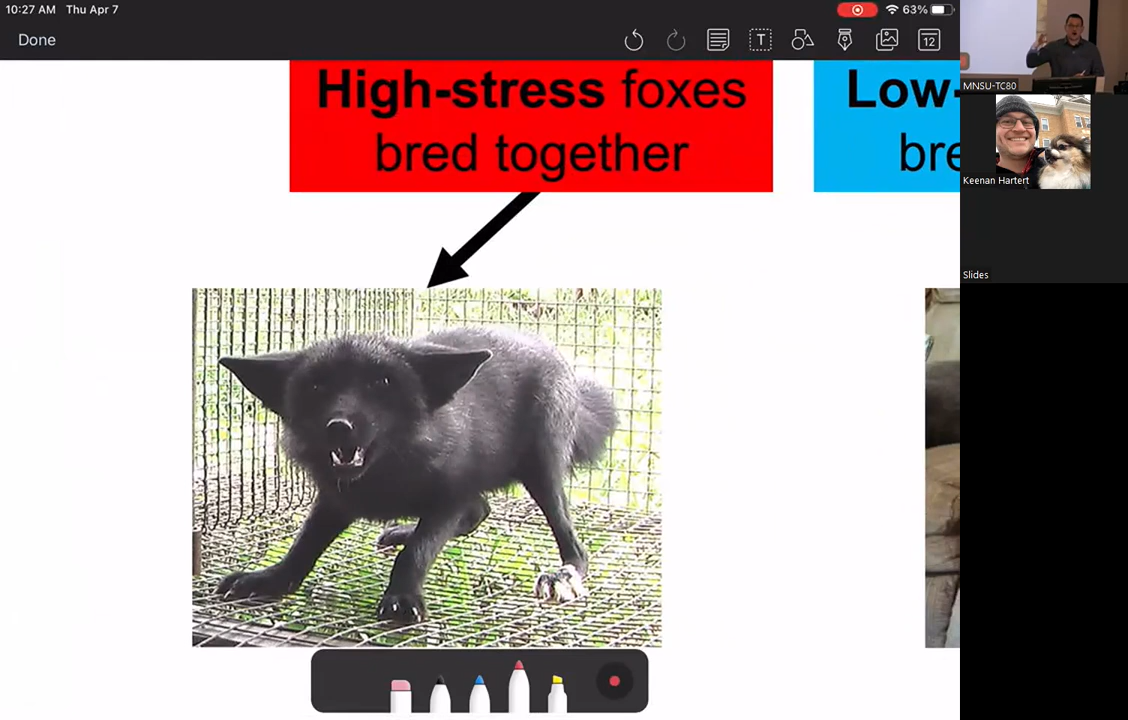 10:27 AM Thu Apr 7
63%
Done
T
12
High-stress foxes
bred together
Low-
bre
MNSU-TC80
Keenan Hartert
Slides